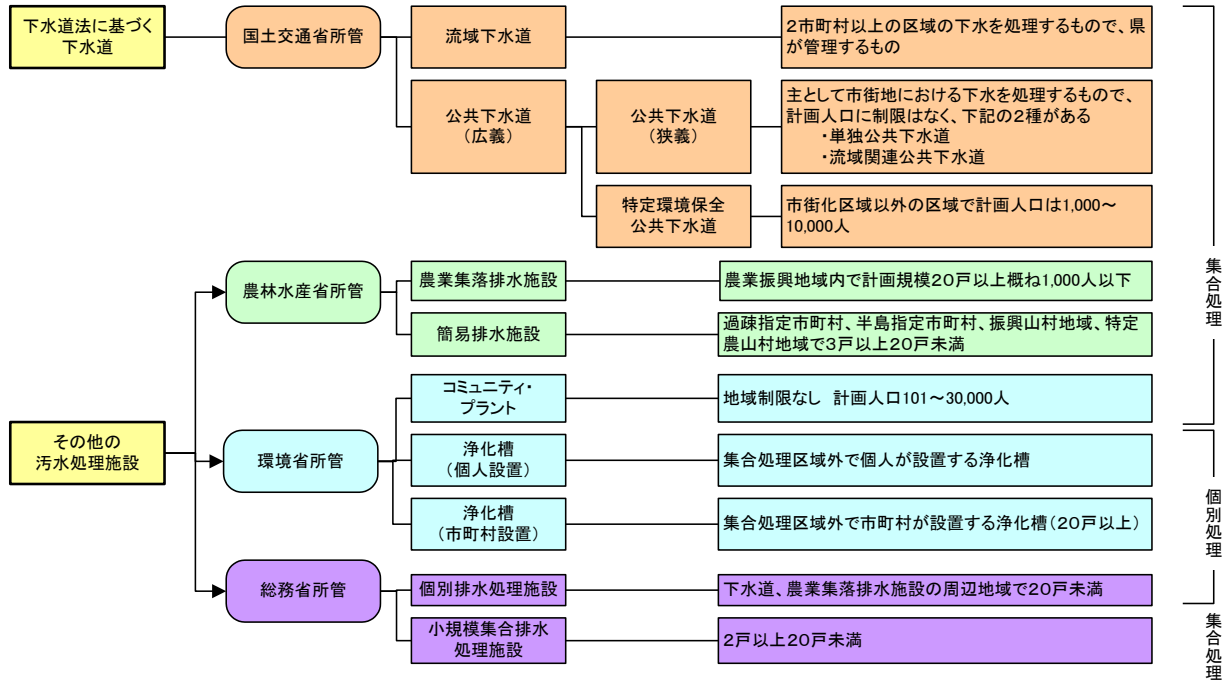 下水道法に基づく
下水道
国土交通省所管
流域下水道
2市町村以上の区域の下水を処理するもので、県
が管理するもの
公共下水道
(広義)
公共下水道
(狭義)
主として市街地における下水を処理するもので、
計画人口に制限はなく、下記の2種がある
・単独公共下水道
・流域関連公共下水道
特定環境保全
公共下水道
市街化区域以外の区域で計画人口は1,000～
10,000人
農林水産省所管
農業集落排水施設
農業振興地域内で計画規模20戸以上概ね1,000人以下
簡易排水施設
過疎指定市町村、半島指定市町村、振興山村地域、特定
農山村地域で3戸以上20戸未満
集合処理
その他の
汚水処理施設
環境省所管
コミュニティ・
プラント
地域制限なし 計画人口101～30,000人
浄化槽
(個人設置)
集合処理区域外で個人が設置する浄化槽
浄化槽
(市町村設置)
集合処理区域外で市町村が設置する浄化槽(20戸以上)
個別処理
総務省所管
個別排水処理施設
下水道、農業集落排水施設の周辺地域で20戸未満
小規模集合排水
処理施設
2戸以上20戸未満
集合処理